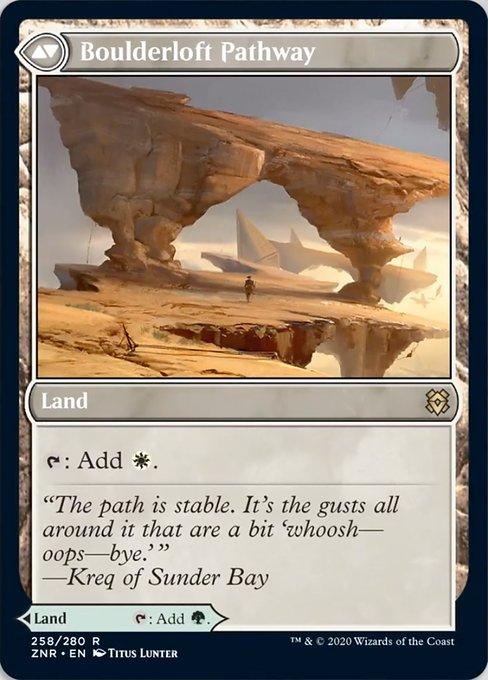 Boulderloft Pathway
Land
: Add .
“The path is stable. It’s the gusts all
around it that are a bit ‘whoosh—
oops—bye.’”
—Kreq of Sunder Bay
Land : Add .
258/280 R
ZNR • EN Titus Lunter
™ & © 2020 Wizards of the Coast